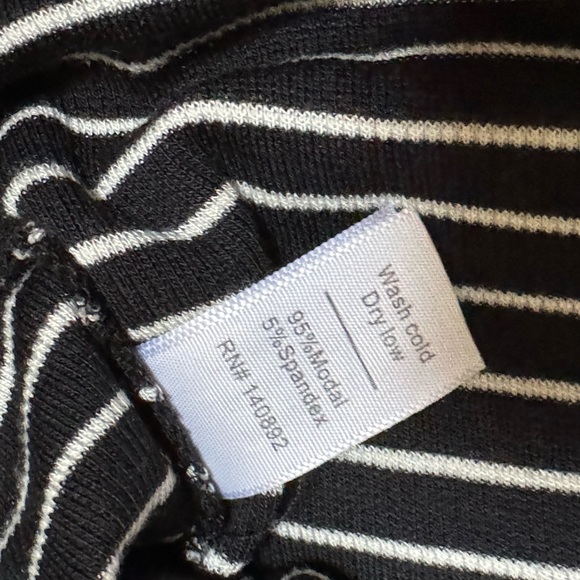 Wash cold
Dry low
95%Modal
5%Spandex
RN# 140892